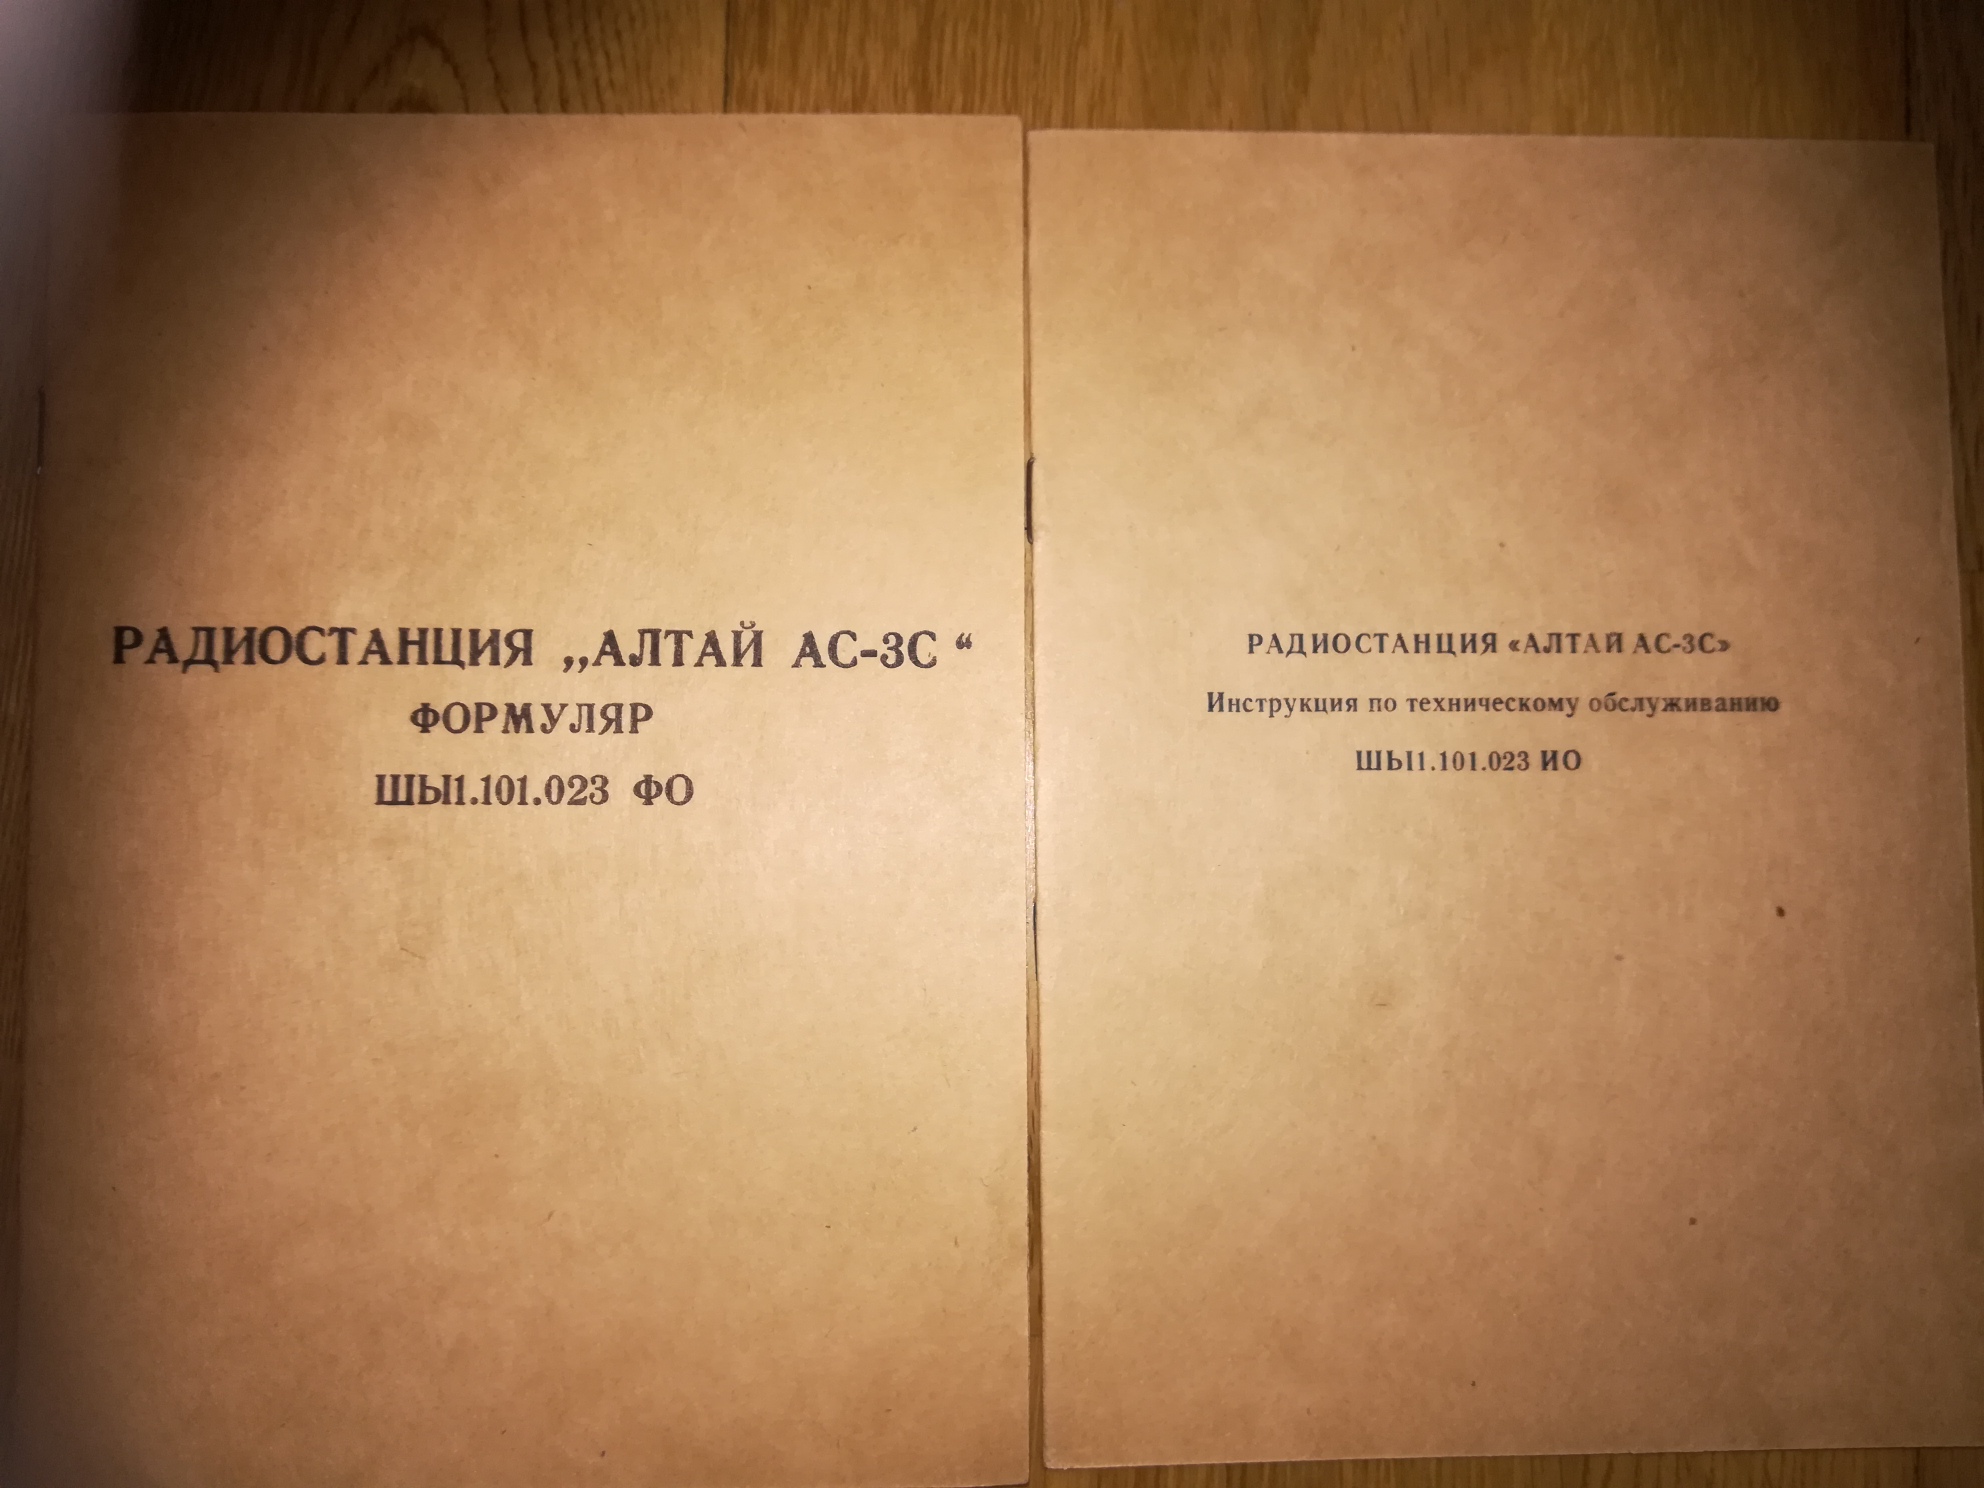 РАДИОСТАНЦИЯ „АЛТАЙ АС-3С“
ФОРМУЛЯР
ШЫ1.101.023 ФО
РАДИОСТАНЦИЯ «АЛТАЙ АС-3С»
Инструкция по техническому обслуживанию
ШЫ1.101.023 ИО